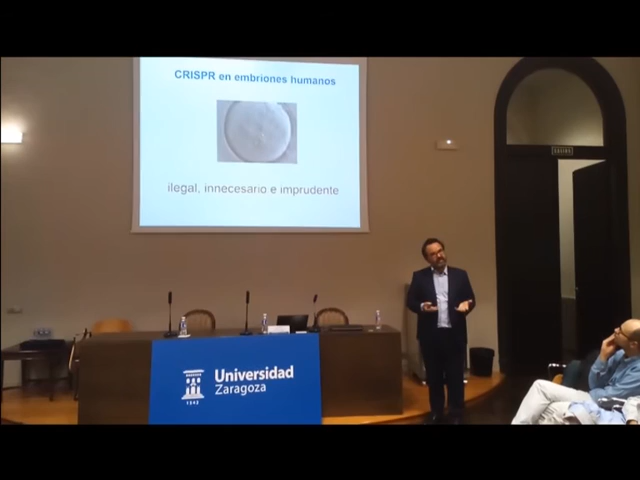 CRISPR en embriones humanos
ilegal, innecesario e imprudente
Universidad
Zaragoza
1542